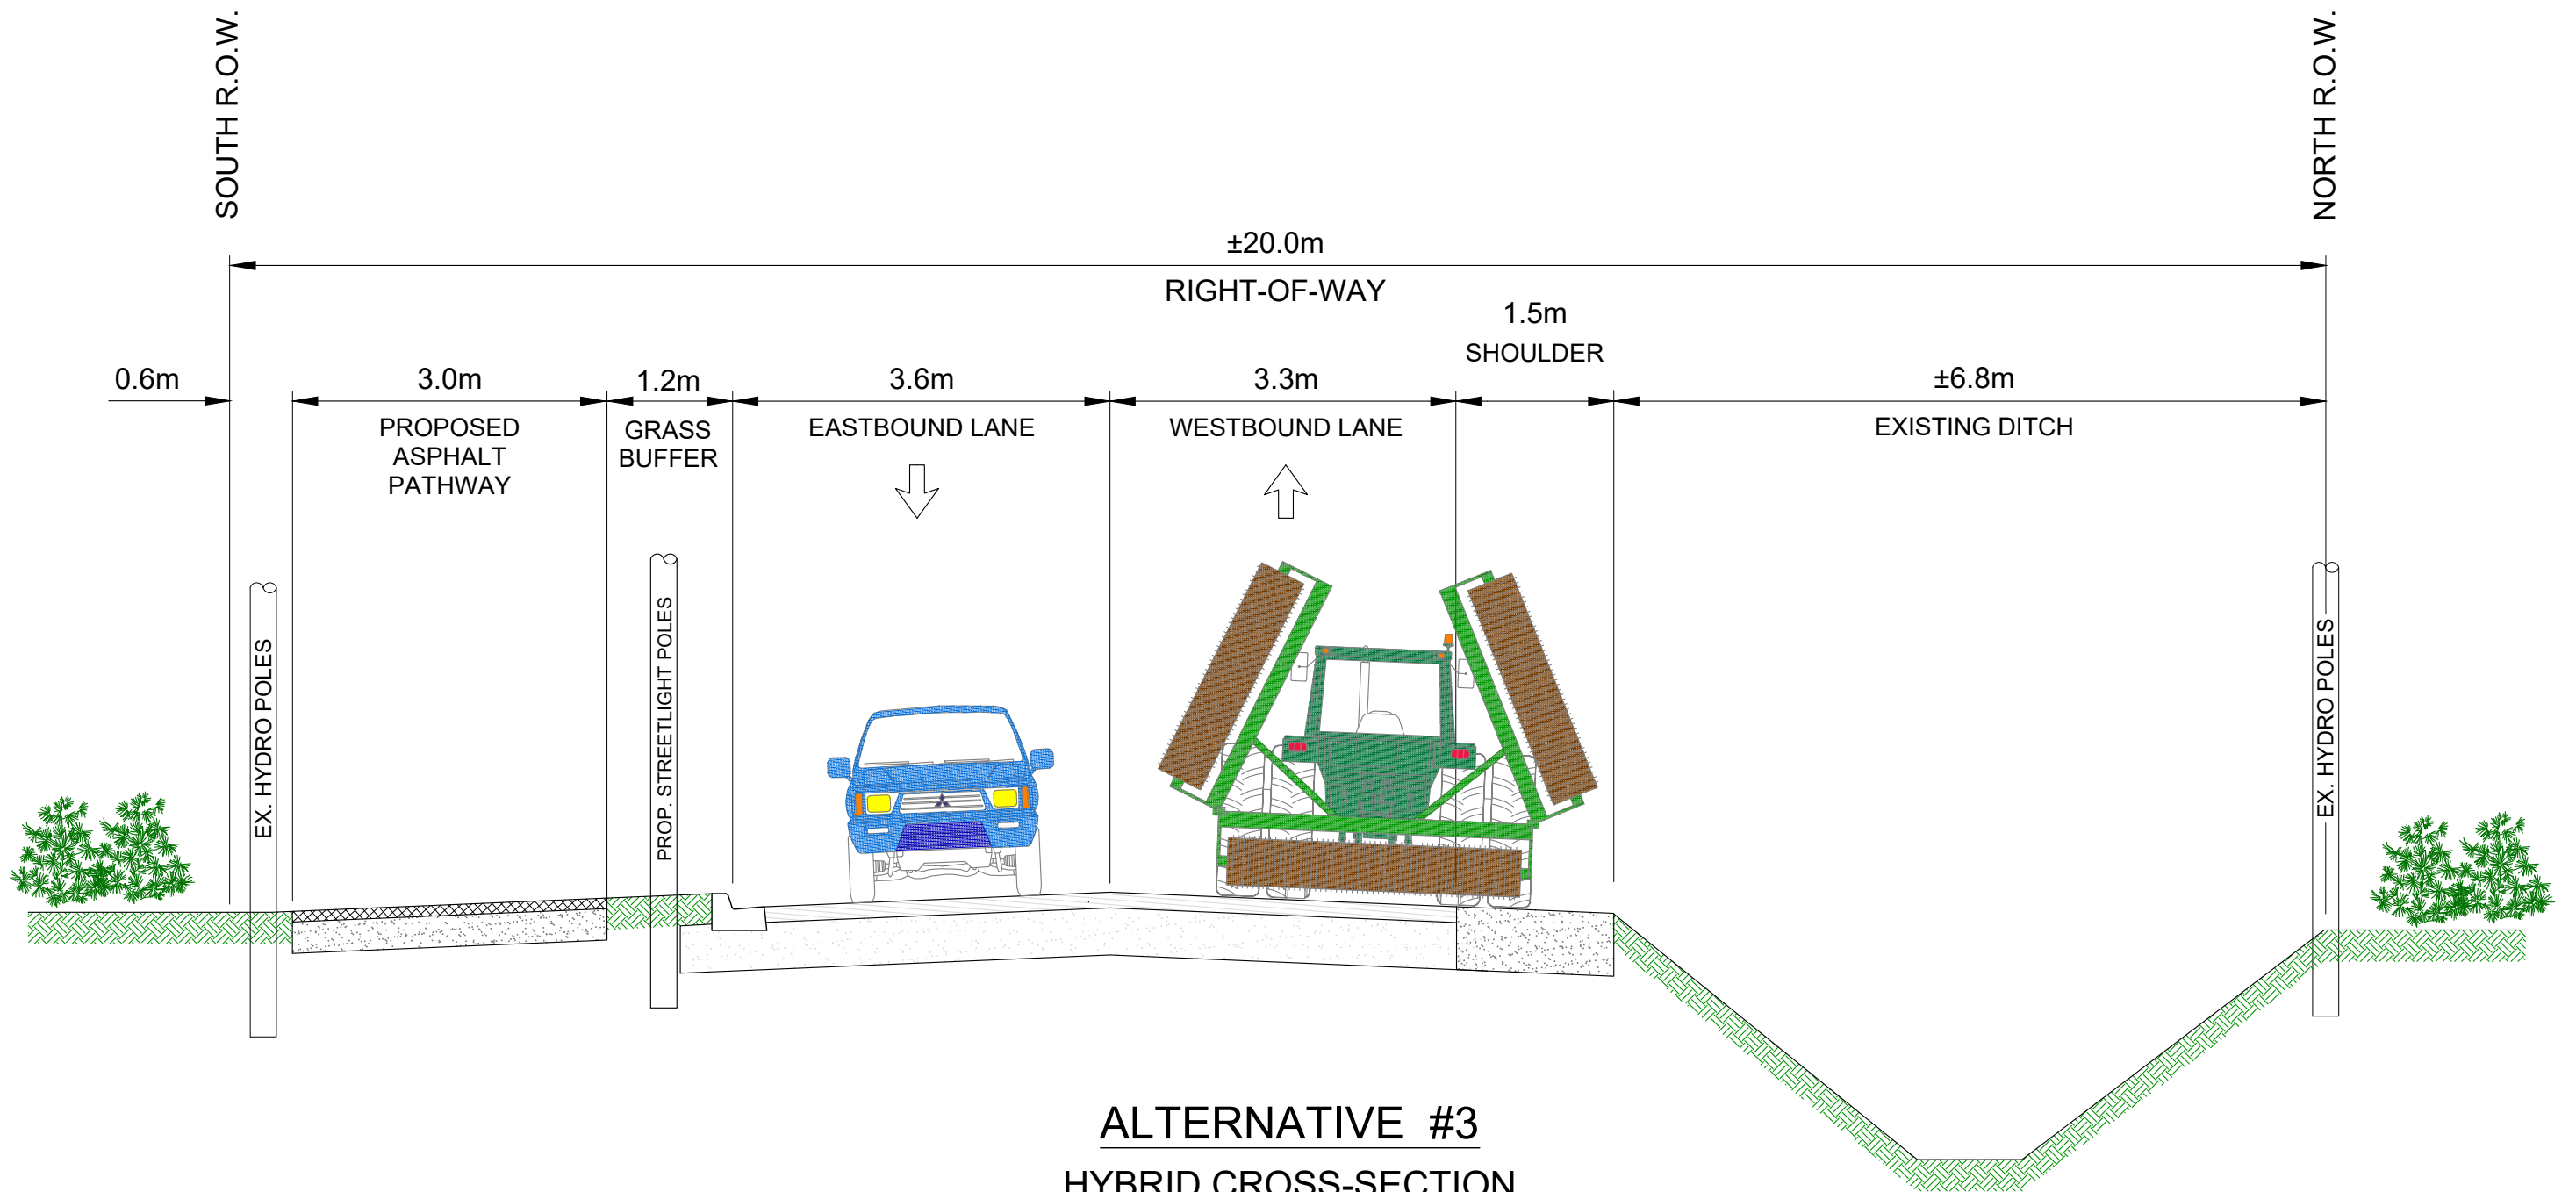 SOUTH R.O.W.
NORTH R.O.W.
±20.0m
RIGHT-OF-WAY
1.5m
SHOULDER
0.6m
3.0m
1.2m
3.6m
3.3m
±6.8m
PROPOSED
ASPHALT
PATHWAY
GRASS
BUFFER
EASTBOUND LANE
WESTBOUND LANE
EXISTING DITCH
EX. HYDRO POLES
PROP. STREETLIGHT POLES
EX. HYDRO POLES
ALTERNATIVE #3
HYBRID CROSS-SECTION